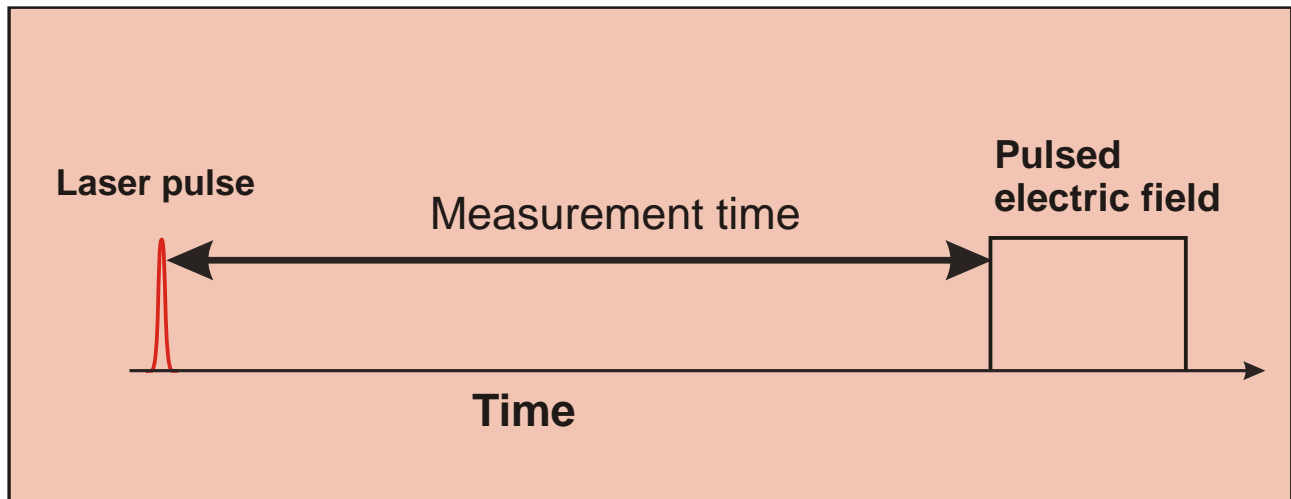 Laser pulse
Measurement time
Pulsed
electric field
Time